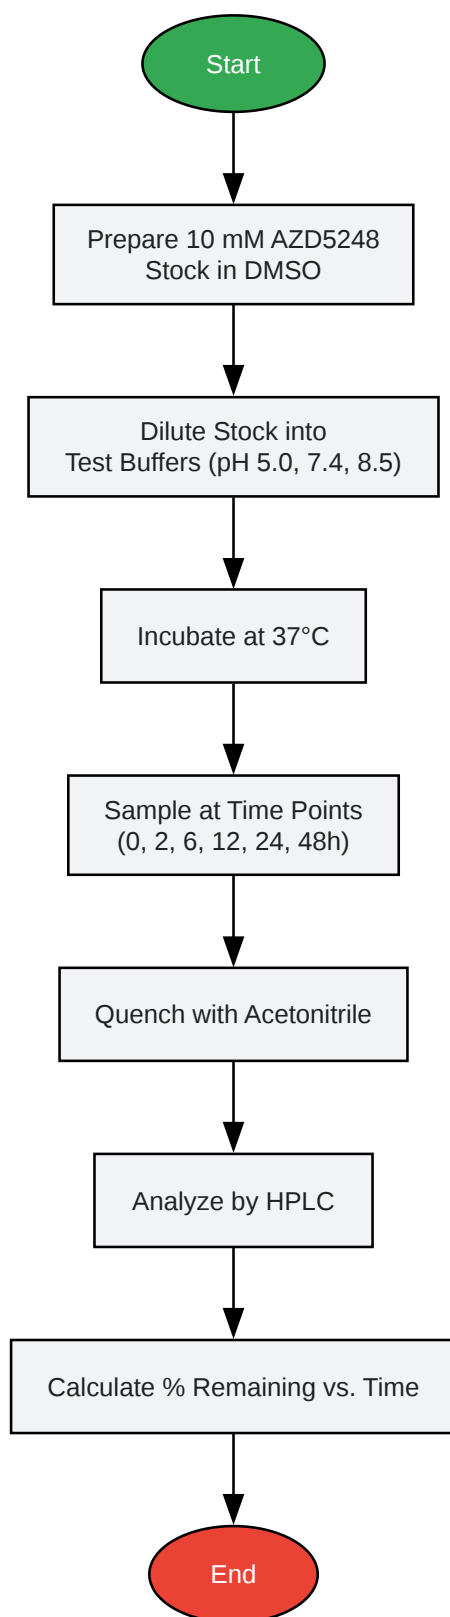 Start
Prepare 10 mM AZD5248
Stock in DMSO
Dilute Stock into
Test Buffers (pH 5.0, 7.4, 8.5)
Incubate at 37°C
Sample at Time Points
(0, 2, 6, 12, 24, 48h)
Quench with Acetonitrile
Analyze by HPLC
Calculate % Remaining vs. Time
End